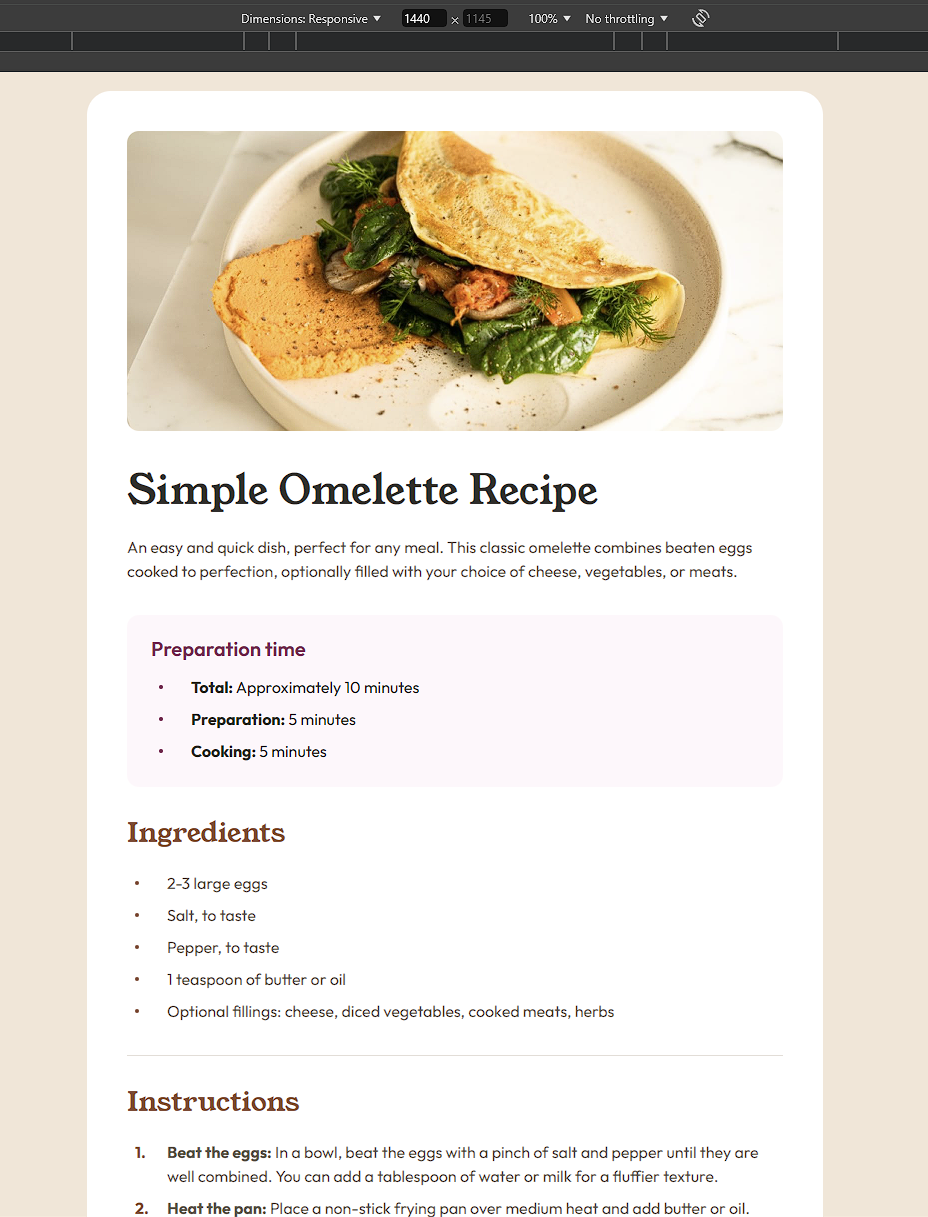 Dimensions: Responsive ▼ 1440 × 1145 100% ▼ No throttling ▼
Simple Omelette Recipe
An easy and quick dish, perfect for any meal. This classic omelette combines beaten eggs
cooked to perfection, optionally filled with your choice of cheese, vegetables, or meats.
Preparation time
• Total: Approximately 10 minutes
• Preparation: 5 minutes
• Cooking: 5 minutes
Ingredients
• 2-3 large eggs
• Salt, to taste
• Pepper, to taste
• 1 teaspoon of butter or oil
• Optional fillings: cheese, diced vegetables, cooked meats, herbs
Instructions
1. Beat the eggs: In a bowl, beat the eggs with a pinch of salt and pepper until they are
well combined. You can add a tablespoon of water or milk for a fluffier texture.
2. Heat the pan: Place a non-stick frying pan over medium heat and add butter or oil.